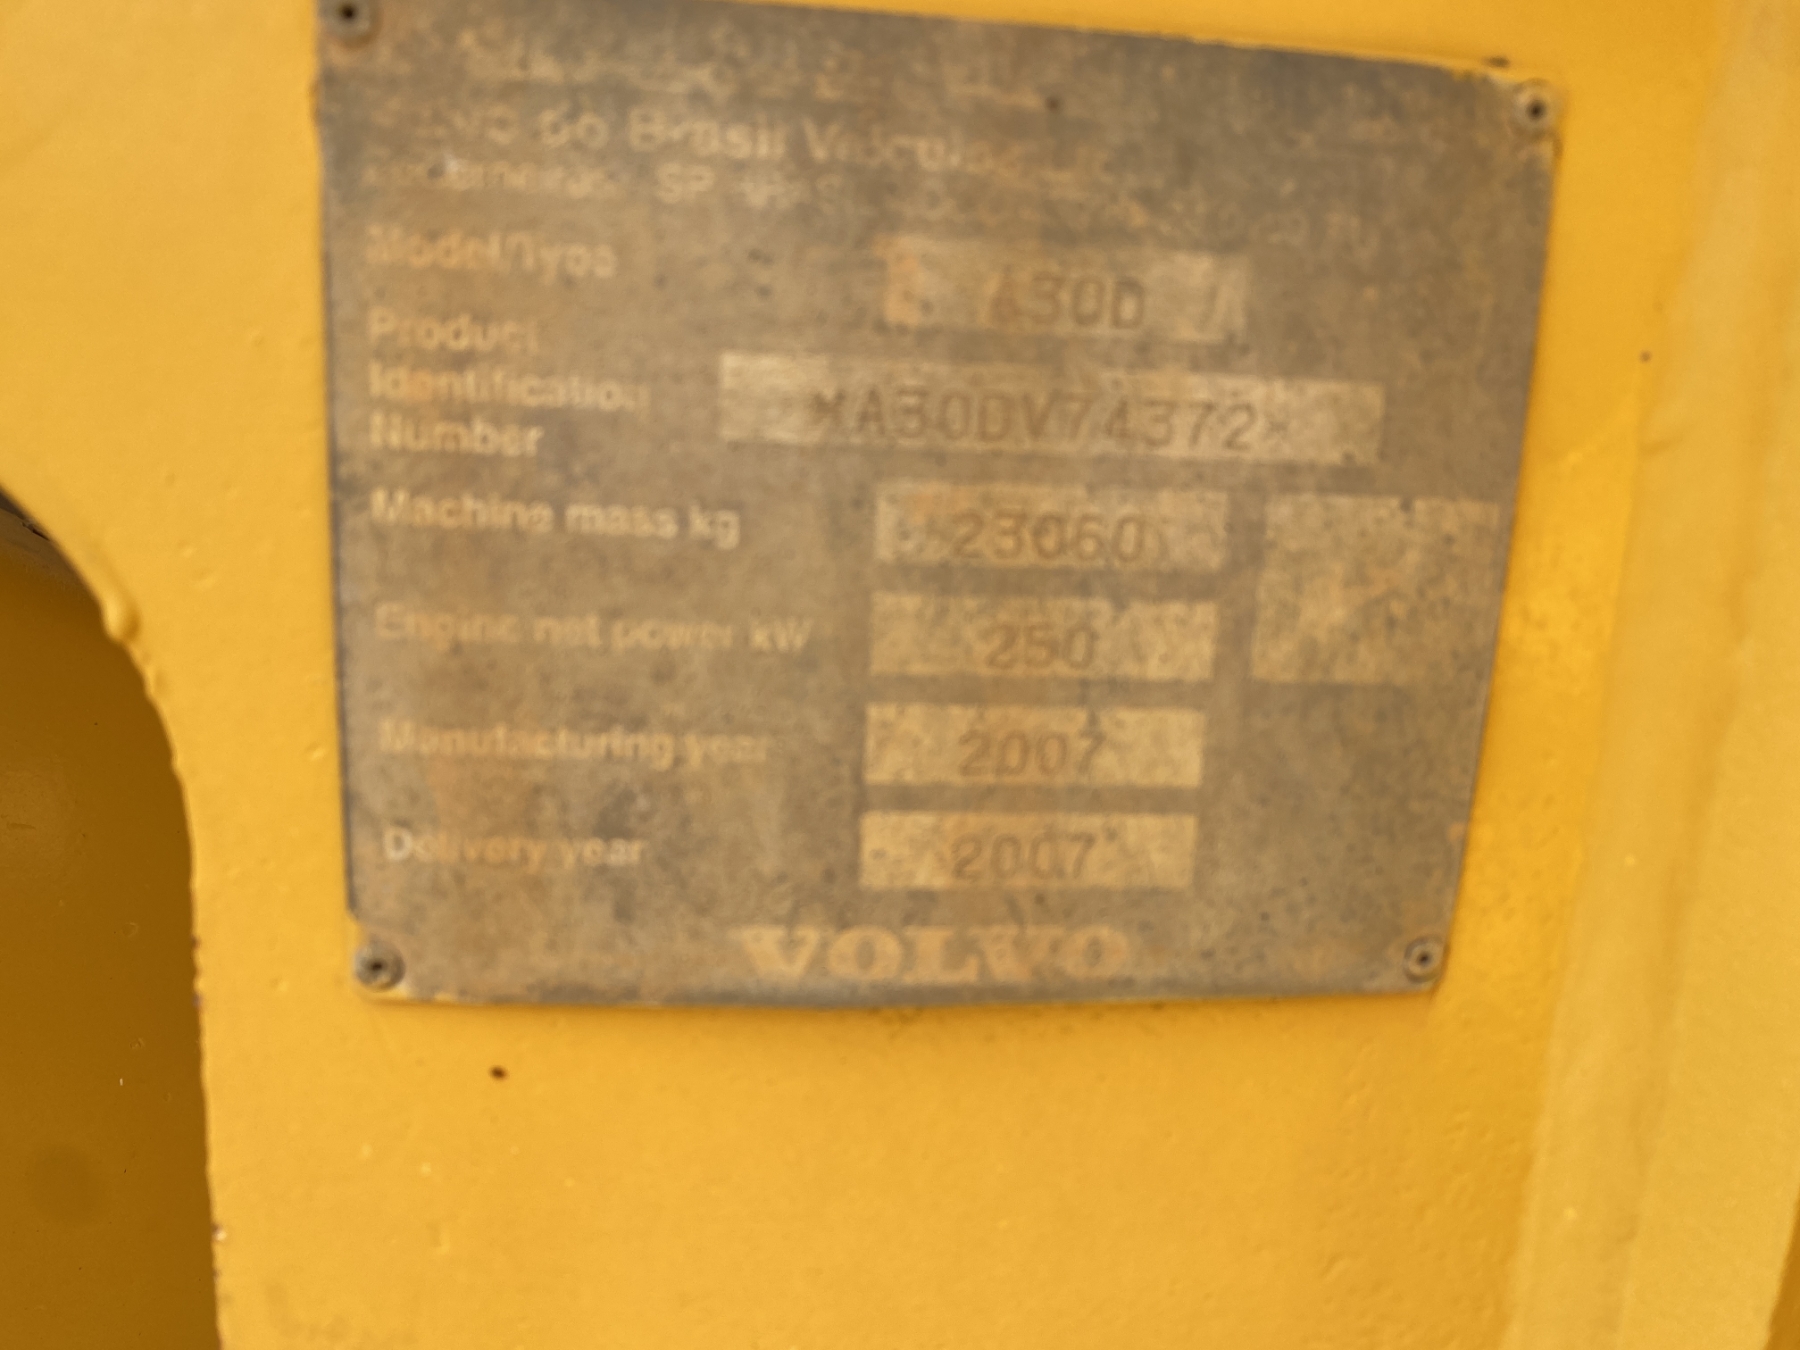 do Brasil
SP
Model/Type A30D
Product
Identification
Number *A30DV74372*
Machine mass kg 23060
Engine net power kW 250
Manufacturing year 2007
Delivery year 2007
VOLVO